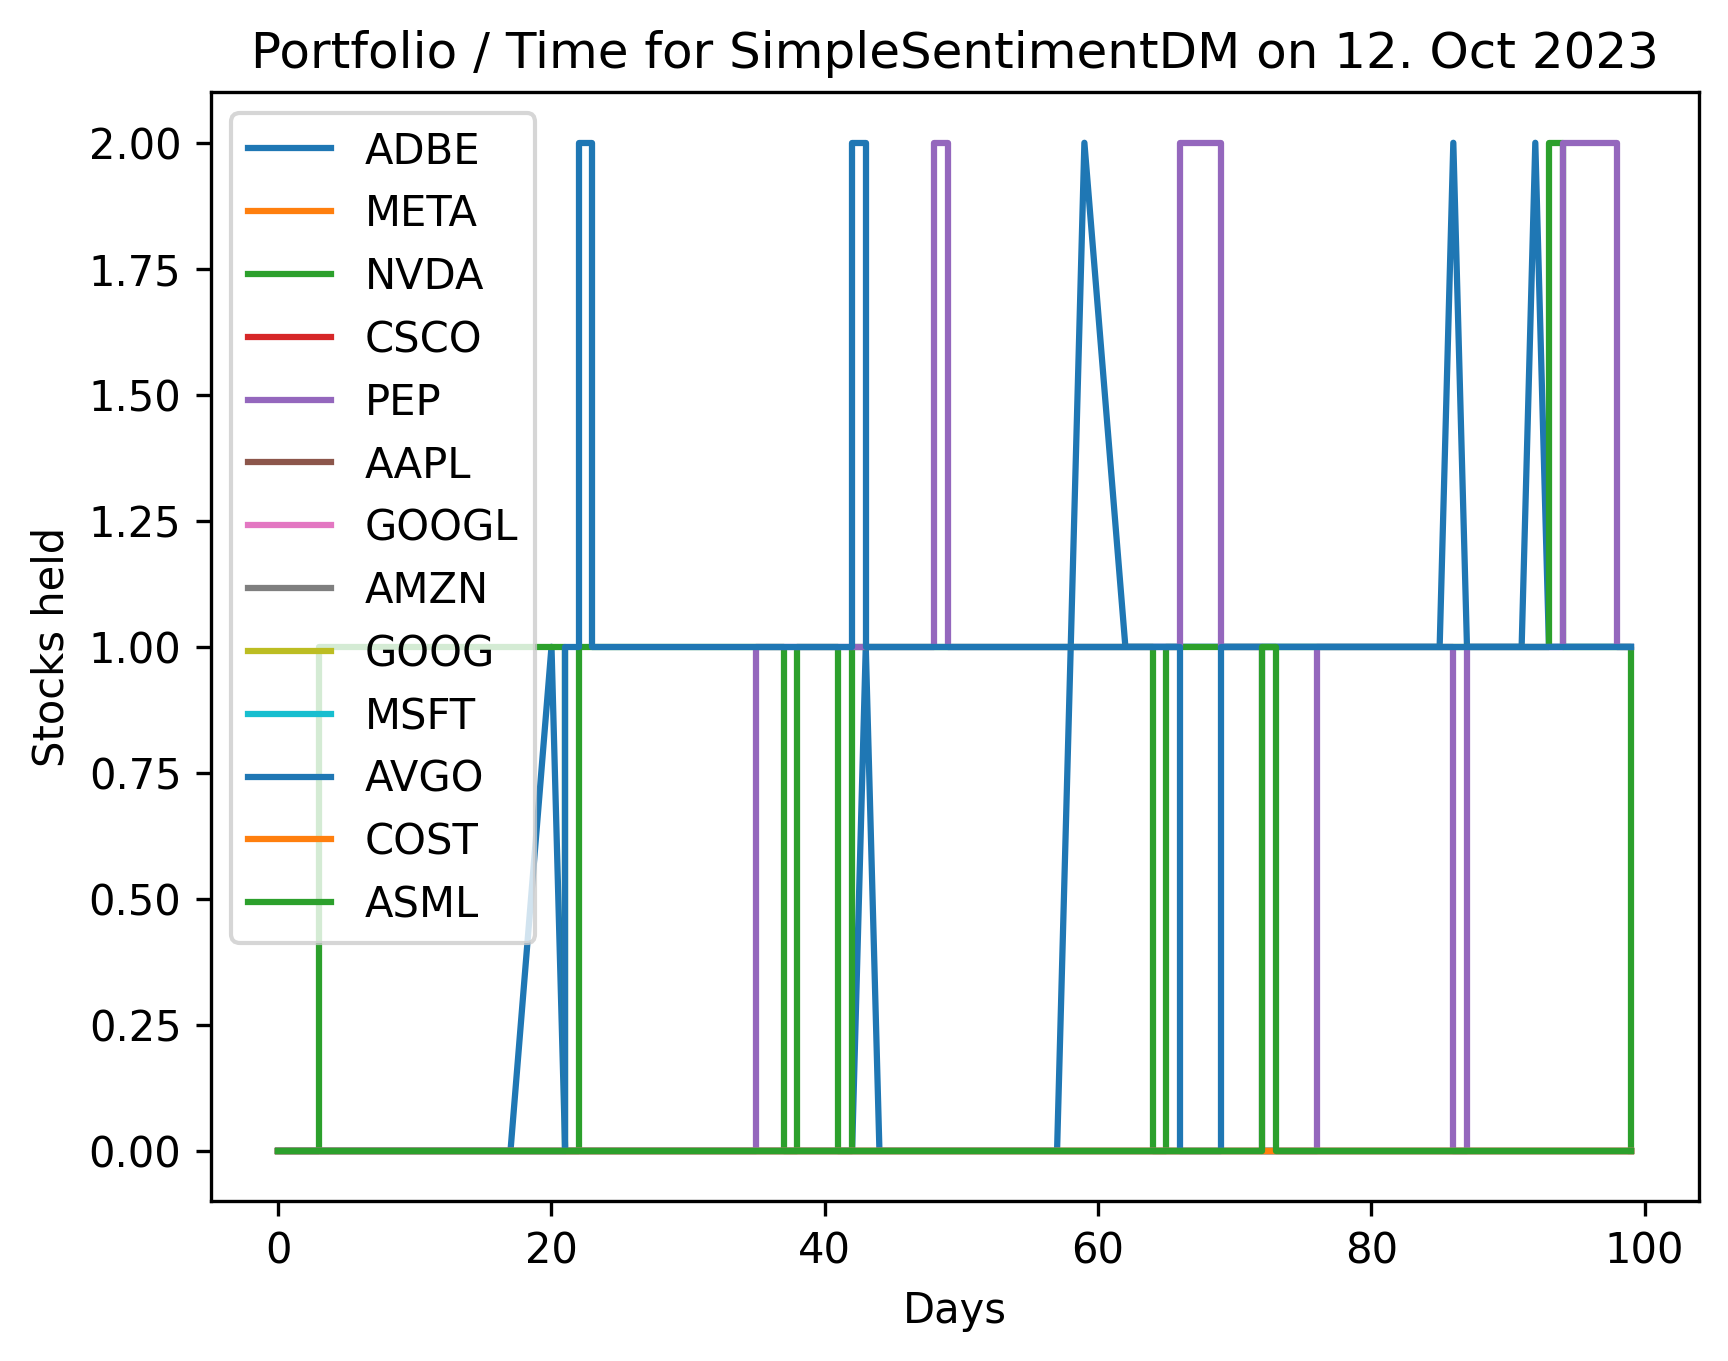 Portfolio / Time for SimpleSentimentDM on 12. Oct 2023
2.00
1.75
1.50
1.25
1.00
0.75
0.50
0.25
0.00
Stocks held
ADBE
META
NVDA
CSCO
PEP
AAPL
GOOGL
AMZN
GOOG
MSFT
AVGO
COST
ASML
0 20 40 60 80 100
Days